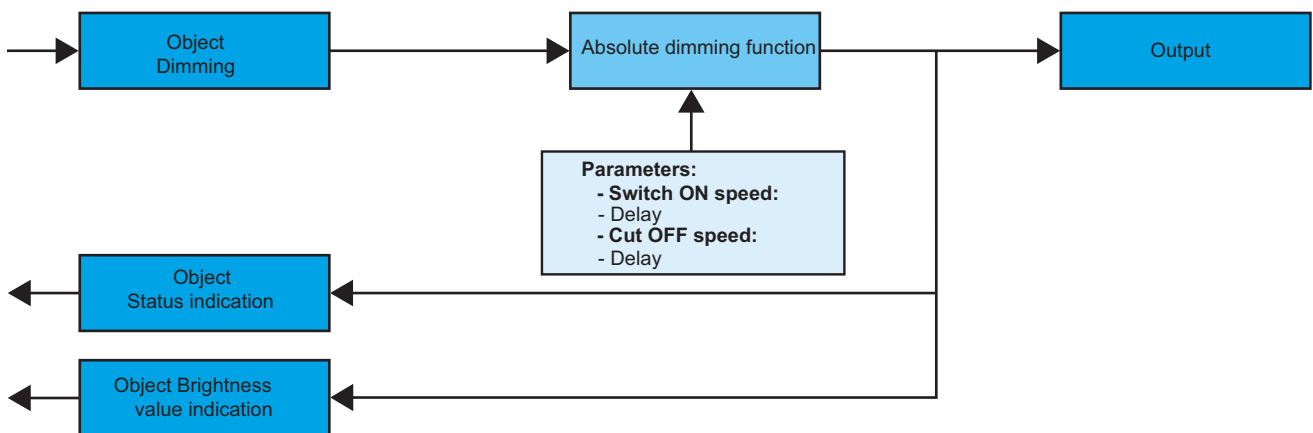 Object
Dimming
Absolute dimming function
Output
Parameters:
- Switch ON speed:
- Delay
- Cut OFF speed:
- Delay
Object
Status indication
Object Brightness
value indication